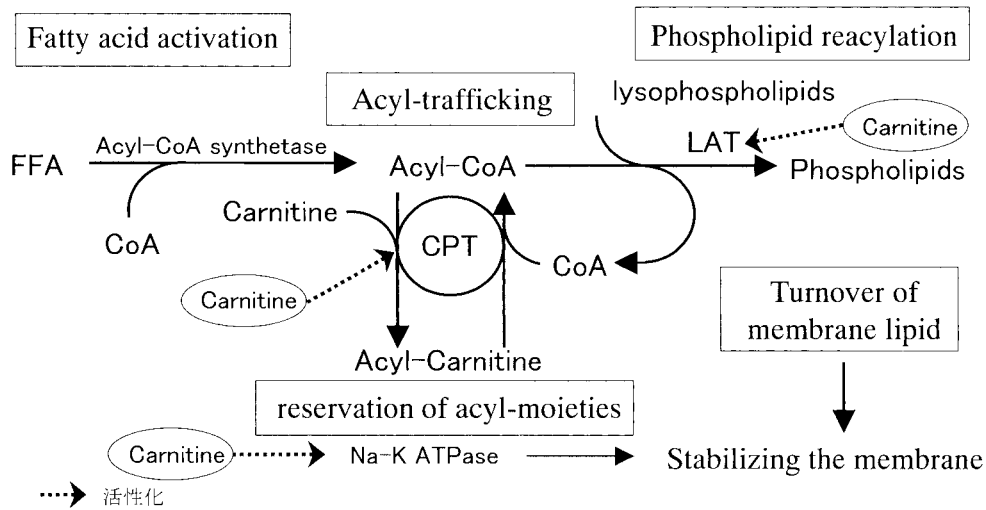 Fatty acid activation
Phospholipid reacylation
Acyl-trafficking
lysophospholipids
LAT
Carnitine
FFA
Acyl-CoA synthetase
Acyl-CoA
Phospholipids
CoA
Carnitine
CPT
CoA
Carnitine
Turnover of
membrane lipid
Acyl-Carnitine
reservation of acyl-moieties
Carnitine
Na-K ATPase
Stabilizing the membrane
活性化